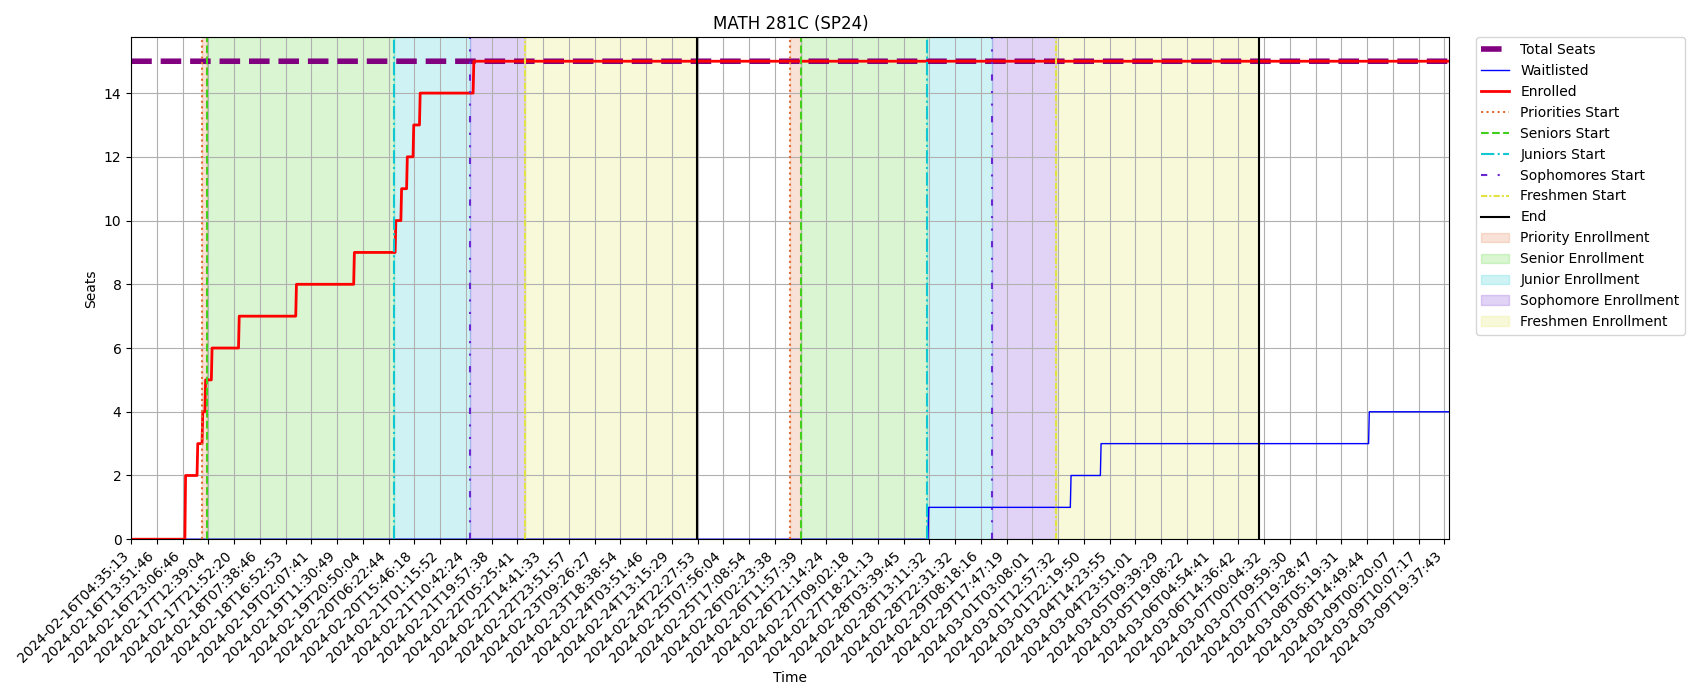 MATH 281C (SP24)
Total Seats
Waitlisted
Enrolled
Priorities Start
Seniors Start
Juniors Start
Sophomores Start
Freshmen Start
End
Priority Enrollment
Senior Enrollment
Junior Enrollment
Sophomore Enrollment
Freshmen Enrollment
Seats
14
12
10
8
6
4
2
0
2024-02-16T04:35:13
2024-02-16T13:51:46
2024-02-16T23:06:46
2024-02-17T12:39:04
2024-02-17T21:52:20
2024-02-18T07:38:46
2024-02-18T16:52:53
2024-02-19T02:07:41
2024-02-19T11:30:49
2024-02-19T20:50:04
2024-02-20T06:22:44
2024-02-20T15:46:18
2024-02-21T01:15:52
2024-02-21T10:42:24
2024-02-21T19:57:38
2024-02-22T05:25:41
2024-02-22T14:41:33
2024-02-22T23:51:57
2024-02-23T09:26:27
2024-02-23T18:38:54
2024-02-24T03:51:46
2024-02-24T13:15:29
2024-02-24T22:27:53
2024-02-25T07:56:04
2024-02-25T17:08:54
2024-02-26T02:23:38
2024-02-26T11:57:39
2024-02-26T21:14:24
2024-02-27T09:02:18
2024-02-27T18:21:13
2024-02-28T03:39:45
2024-02-28T13:11:32
2024-02-28T22:31:32
2024-02-29T08:18:16
2024-02-29T17:47:19
2024-03-01T03:08:01
2024-03-01T12:57:32
2024-03-01T22:19:50
2024-03-04T14:23:55
2024-03-04T23:51:01
2024-03-05T09:39:29
2024-03-05T19:08:22
2024-03-06T04:54:41
2024-03-06T14:36:42
2024-03-07T00:04:32
2024-03-07T09:59:30
2024-03-07T19:28:47
2024-03-08T05:19:31
2024-03-08T14:49:44
2024-03-09T00:20:07
2024-03-09T10:07:17
2024-03-09T19:37:43
Time